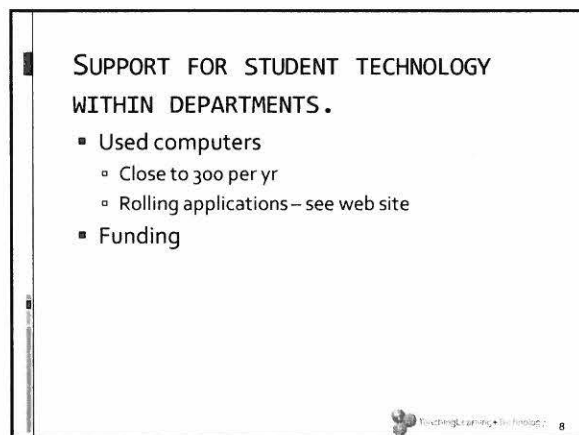 SUPPORT FOR STUDENT TECHNOLOGY
WITHIN DEPARTMENTS.
▪ Used computers
▫ Close to 300 per yr
▫ Rolling applications – see web site
▪ Funding
8